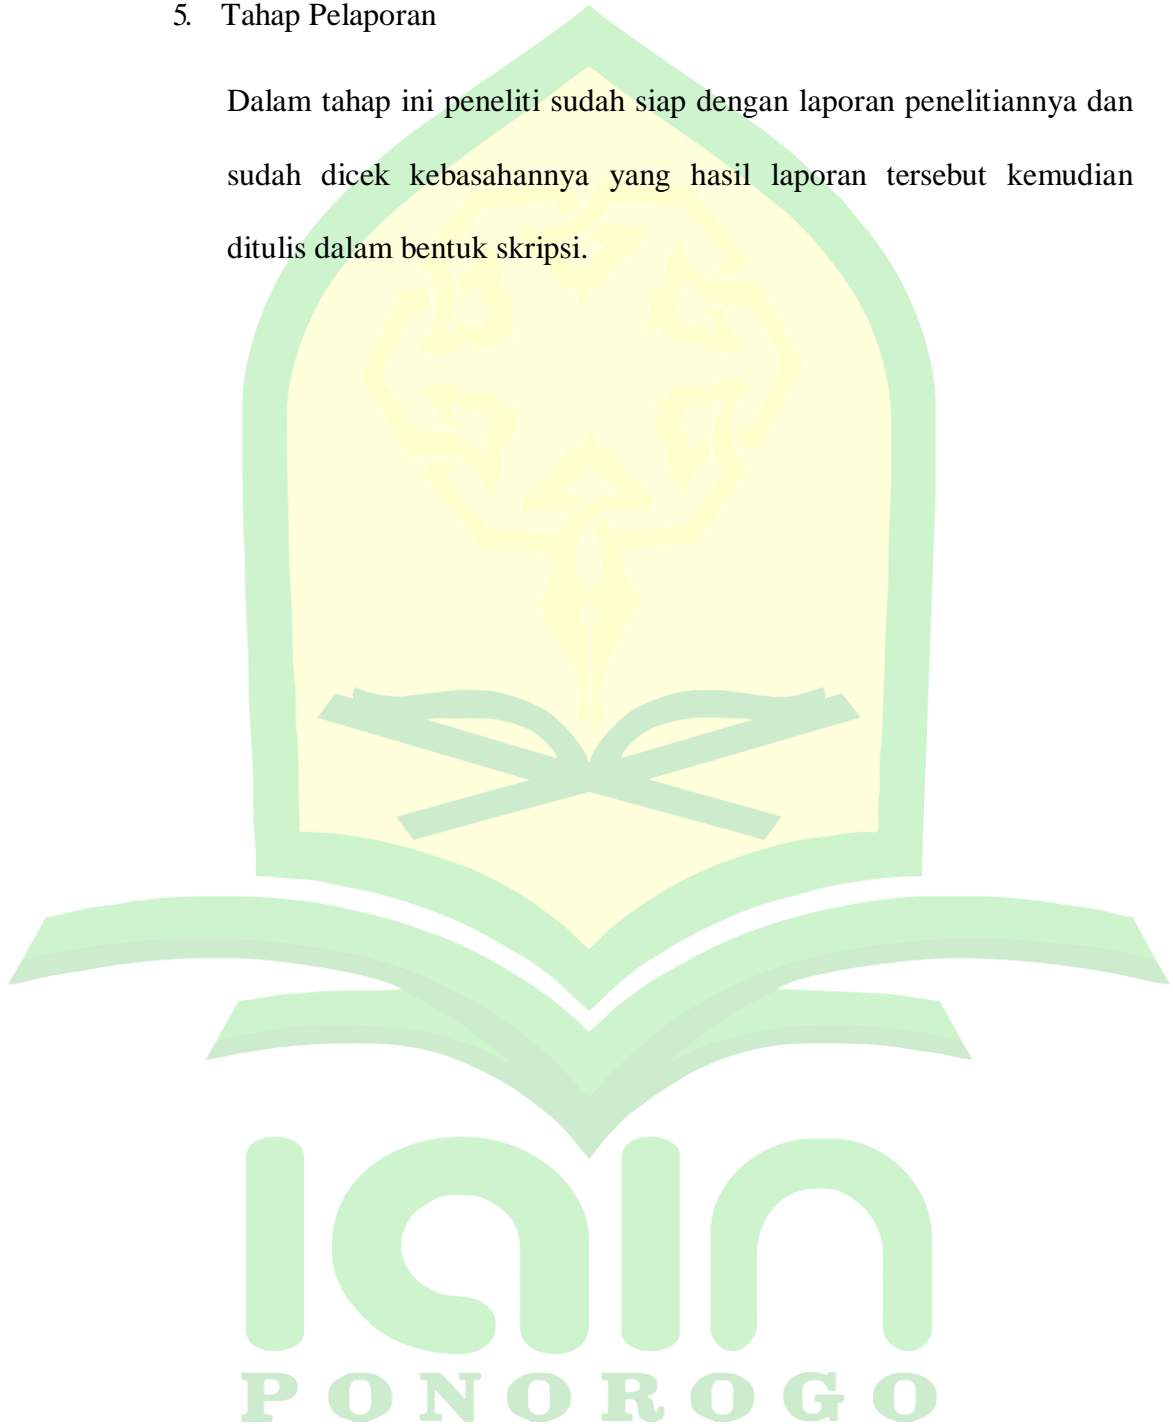 5. Tahap Pelaporan
Dalam tahap ini peneliti sudah siap dengan laporan penelitiannya dan
sudah dicek kebasahannya yang hasil laporan tersebut kemudian
ditulis dalam bentuk skripsi.
IAIN
PONOROGO